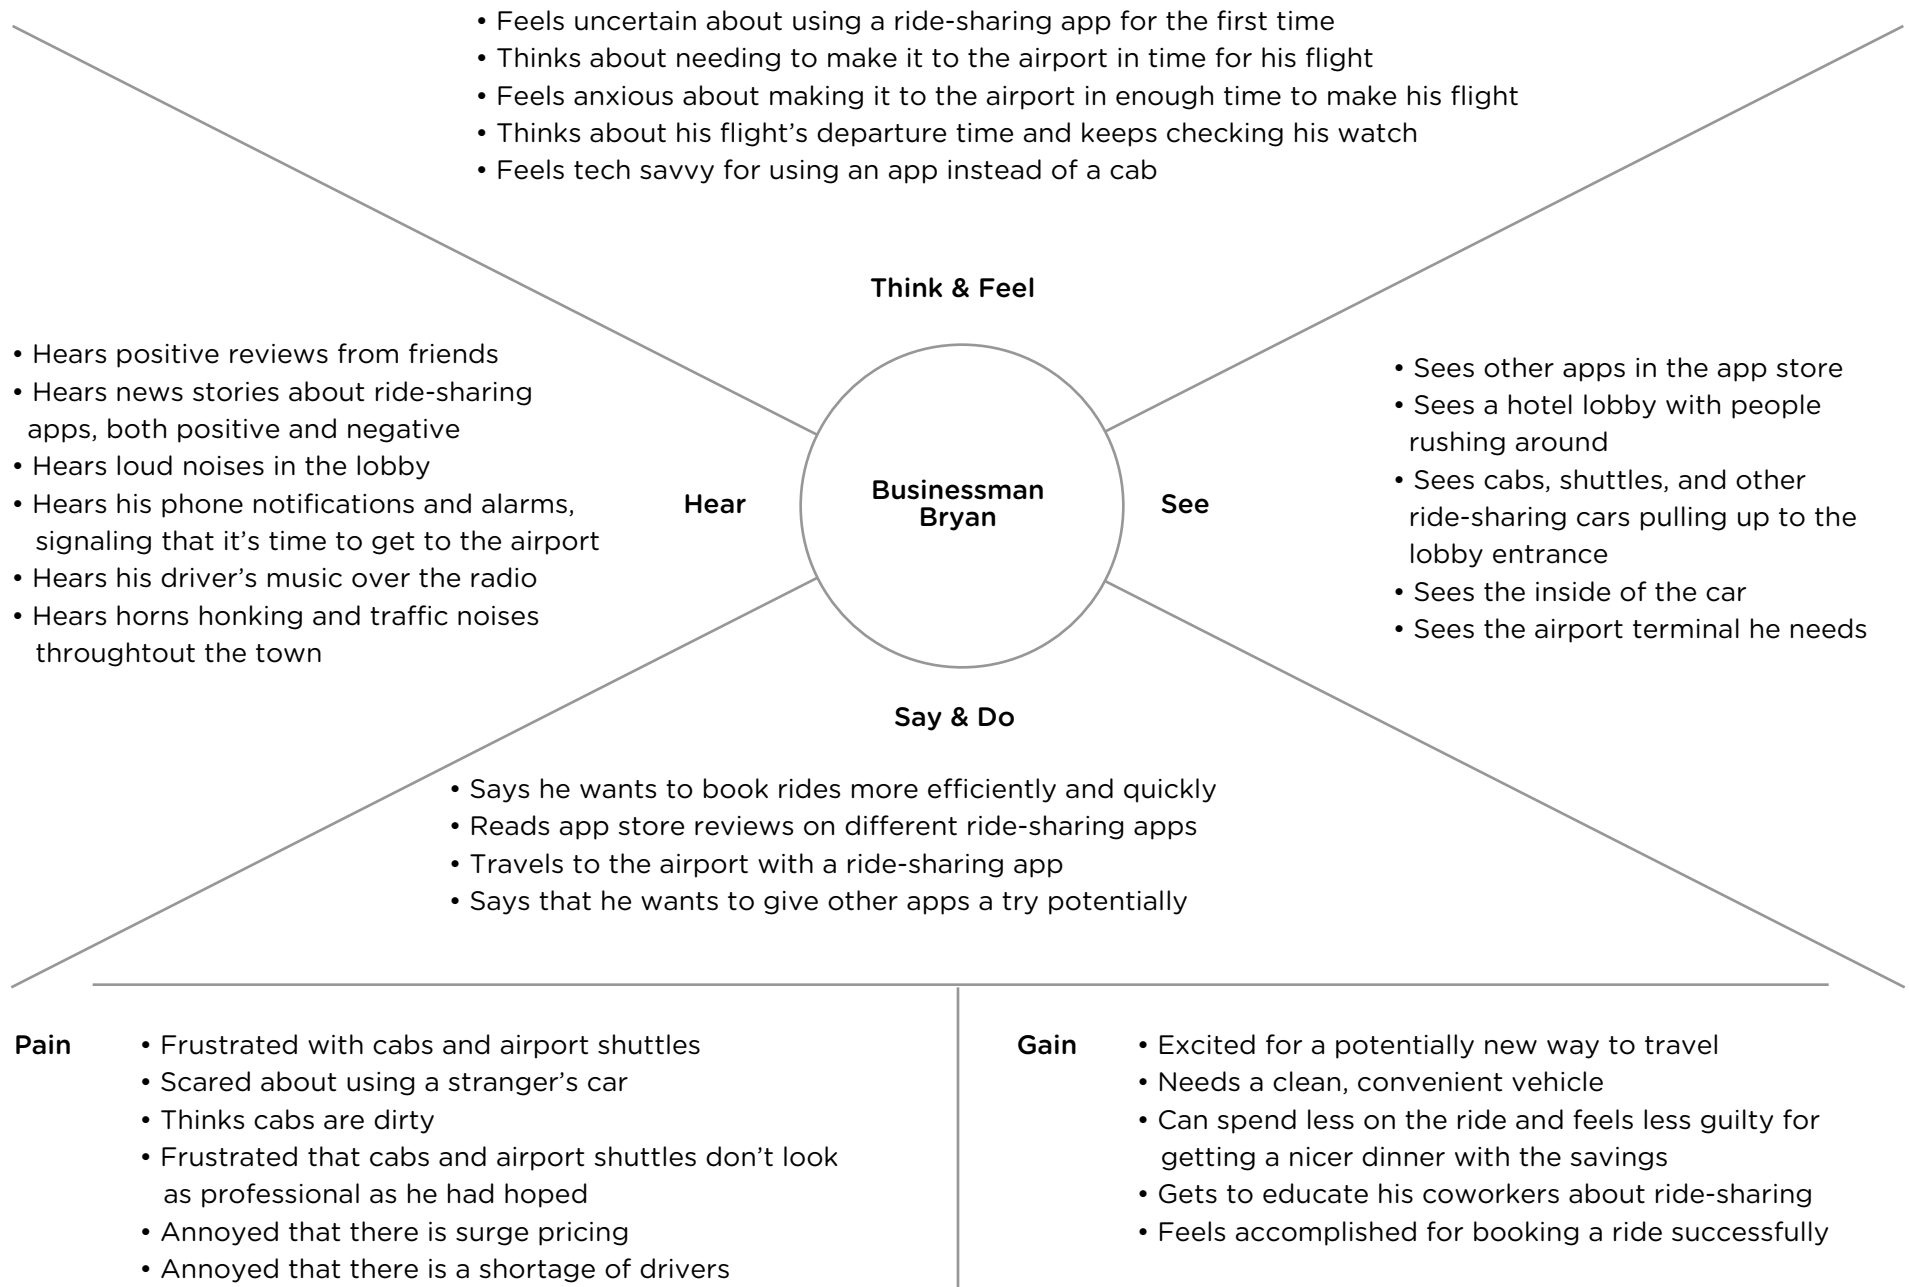 • Feels uncertain about using a ride-sharing app for the first time
• Thinks about needing to make it to the airport in time for his flight
• Feels anxious about making it to the airport in enough time to make his flight
• Thinks about his flight’s departure time and keeps checking his watch
• Feels tech savvy for using an app instead of a cab
Think & Feel
• Hears positive reviews from friends
• Hears news stories about ride-sharing
apps, both positive and negative
• Hears loud noises in the lobby
• Hears his phone notifications and alarms,
signaling that it’s time to get to the airport
• Hears his driver’s music over the radio
• Hears horns honking and traffic noises
throughtout the town
Hear
Businessman
Bryan
See
• Sees other apps in the app store
• Sees a hotel lobby with people
rushing around
• Sees cabs, shuttles, and other
ride-sharing cars pulling up to the
lobby entrance
• Sees the inside of the car
• Sees the airport terminal he needs
Say & Do
• Says he wants to book rides more efficiently and quickly
• Reads app store reviews on different ride-sharing apps
• Travels to the airport with a ride-sharing app
• Says that he wants to give other apps a try potentially
Pain
• Frustrated with cabs and airport shuttles
• Scared about using a stranger’s car
• Thinks cabs are dirty
• Frustrated that cabs and airport shuttles don’t look
as professional as he had hoped
• Annoyed that there is surge pricing
• Annoyed that there is a shortage of drivers
Gain
• Excited for a potentially new way to travel
• Needs a clean, convenient vehicle
• Can spend less on the ride and feels less guilty for
getting a nicer dinner with the savings
• Gets to educate his coworkers about ride-sharing
• Feels accomplished for booking a ride successfully